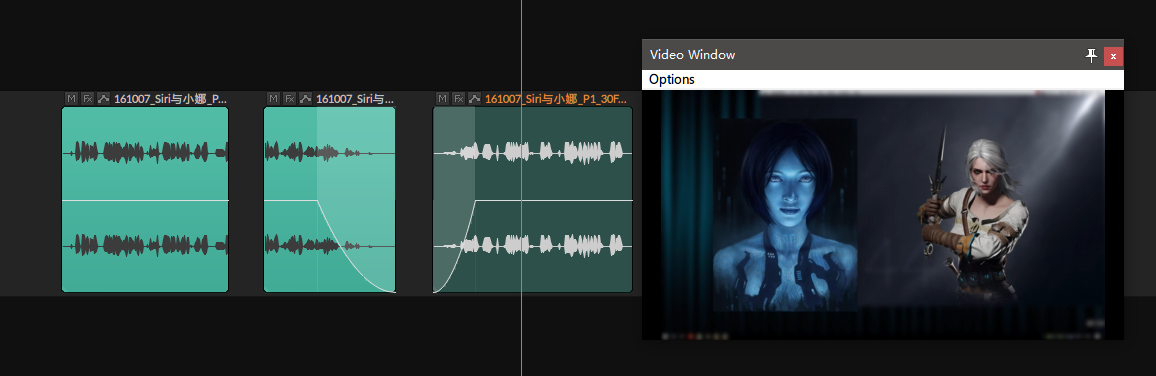 Video Window
x
Options
M Fx 161007_Siri与小娜_P...
M Fx 161007_Siri与...
M Fx 161007_Siri与小娜_P1_30F...